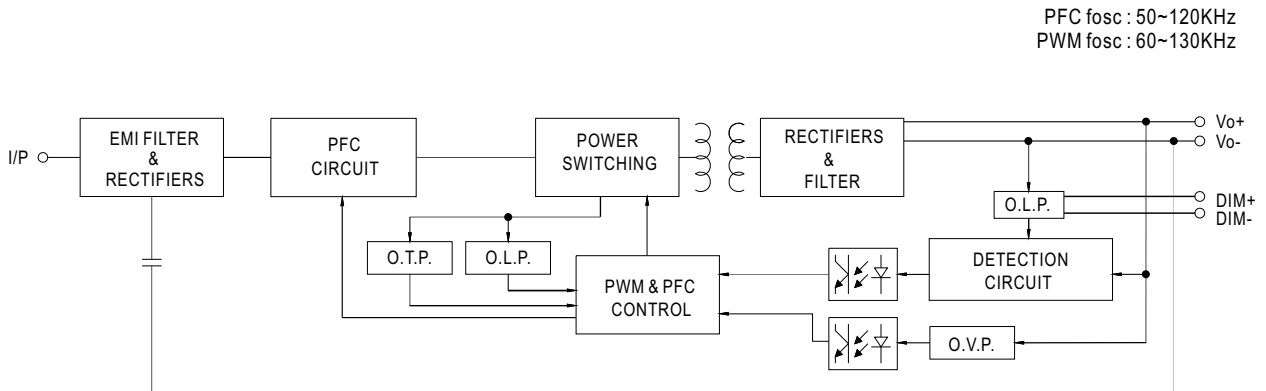 PFC fosc : 50~120KHz
PWM fosc : 60~130KHz
I/P
EMI FILTER
&
RECTIFIERS
PFC
CIRCUIT
POWER
SWITCHING
RECTIFIERS
&
FILTER
Vo+
Vo-
DIM+
DIM-
O.L.P.
O.T.P.
O.L.P.
PWM & PFC
CONTROL
DETECTION
CIRCUIT
O.V.P.